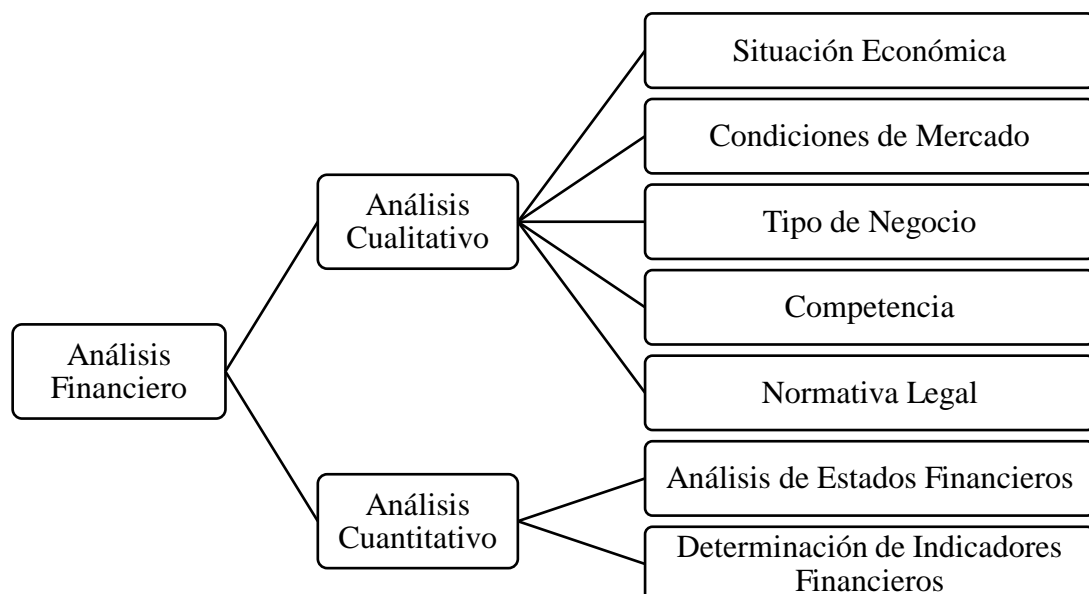 Análisis
Financiero
Análisis
Cualitativo
Situación Económica
Condiciones de Mercado
Tipo de Negocio
Competencia
Normativa Legal
Análisis
Cuantitativo
Análisis de Estados Financieros
Determinación de Indicadores
Financieros